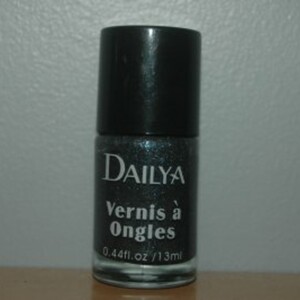 DAILYA
Vernis à
Ongles
0.44fl.oz/13ml